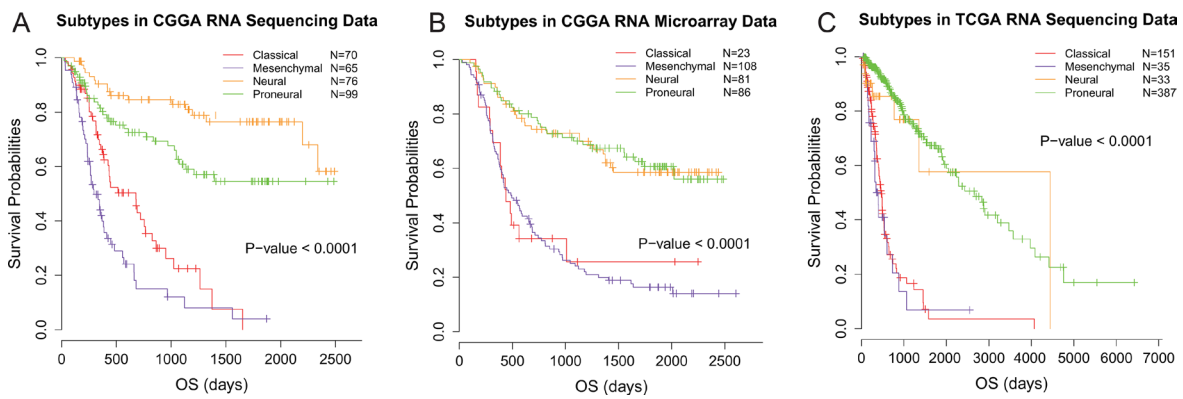 A
Subtypes in CGGA RNA Sequencing Data
Survival Probabilities
1.0
0.8
0.6
0.4
0.2
0.0
Classical N=70
Mesenchymal N=65
Neural N=76
Proneural N=99
P-value < 0.0001
0 500 1000 1500 2000 2500
OS (days)
B
Subtypes in CGGA RNA Microarray Data
Survival Probabilities
1.0
0.8
0.6
0.4
0.2
0.0
Classical N=23
Mesenchymal N=108
Neural N=81
Proneural N=86
P-value < 0.0001
0 500 1000 1500 2000 2500
OS (days)
C
Subtypes in TCGA RNA Sequencing Data
Survival Probabilities
1.0
0.8
0.6
0.4
0.2
0.0
Classical N=151
Mesenchymal N=35
Neural N=33
Proneural N=387
P-value < 0.0001
0 1000 2000 3000 4000 5000 6000 7000
OS (days)